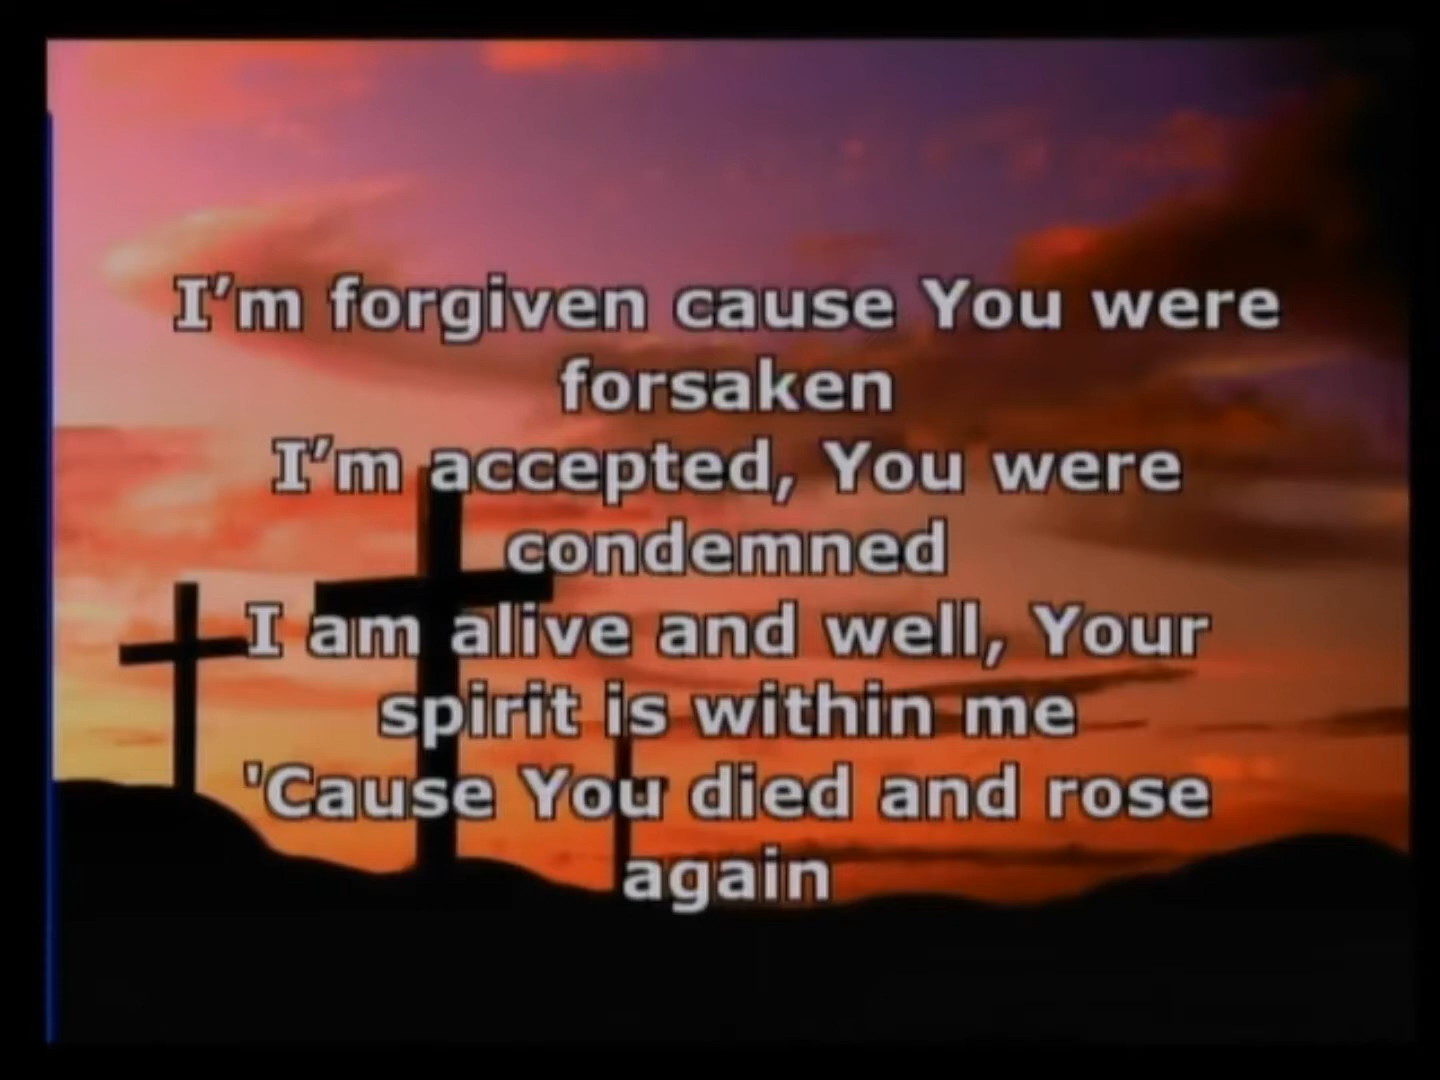 I’m forgiven cause You were
forsaken
I’m accepted, You were
condemned
I am alive and well, Your
spirit is within me
'Cause You died and rose
again